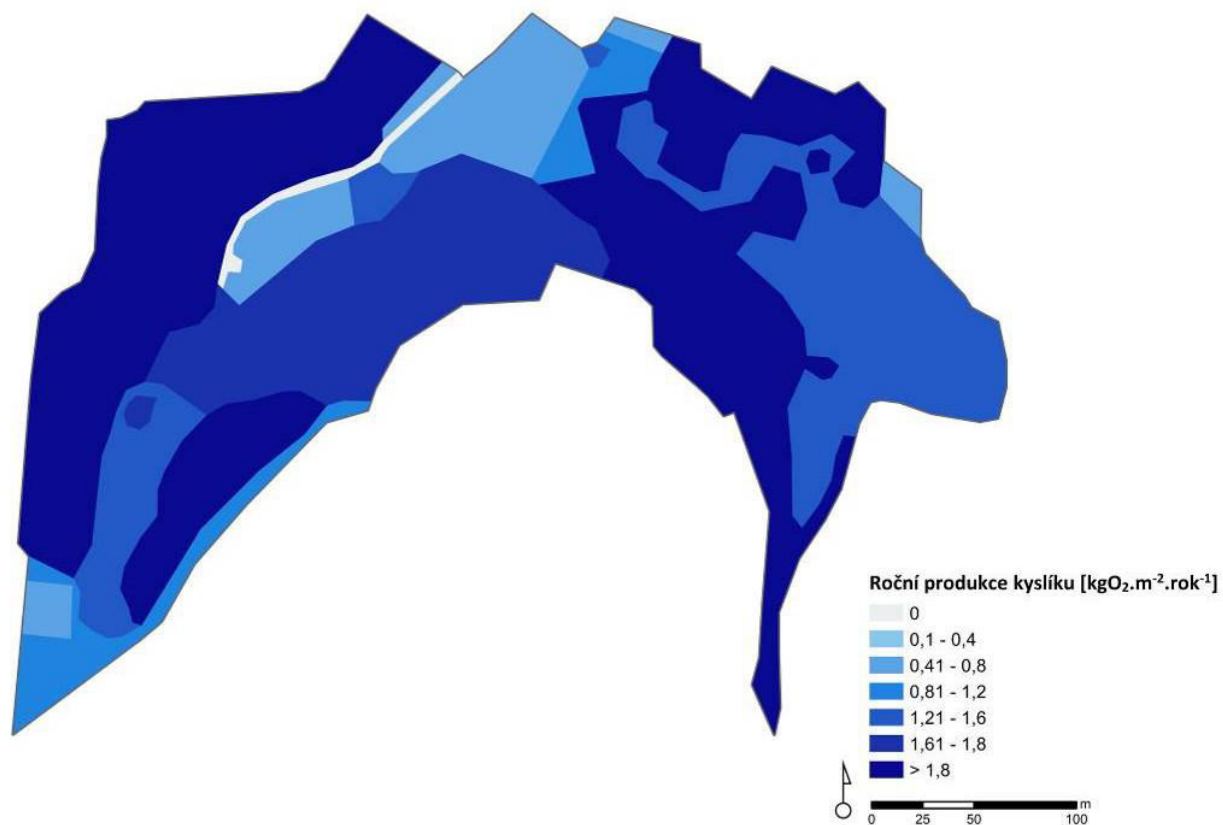 Roční produkce kyslíku [kgO₂.m⁻².rok⁻¹]
0
0,1 - 0,4
0,41 - 0,8
0,81 - 1,2
1,21 - 1,6
1,61 - 1,8
> 1,8
m
0 25 50 100